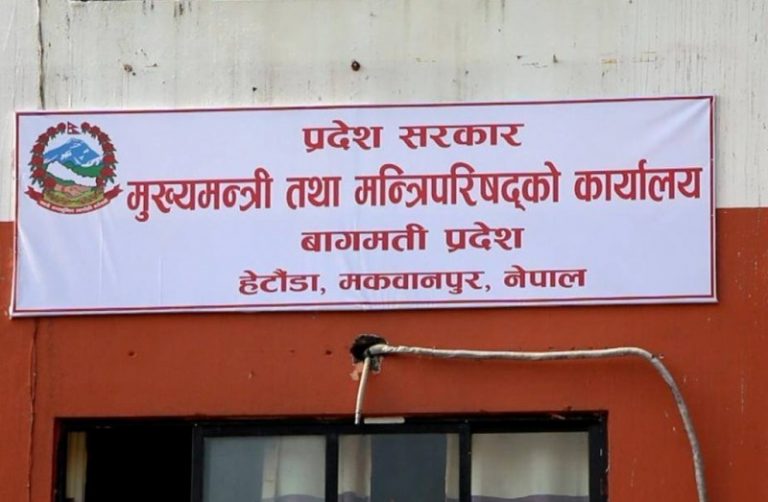 प्रदेश सरकार
मुख्यमन्त्री तथा मन्त्रिपरिषद्को कार्यालय
बागमती प्रदेश
हेटौंडा, मकवानपुर, नेपाल